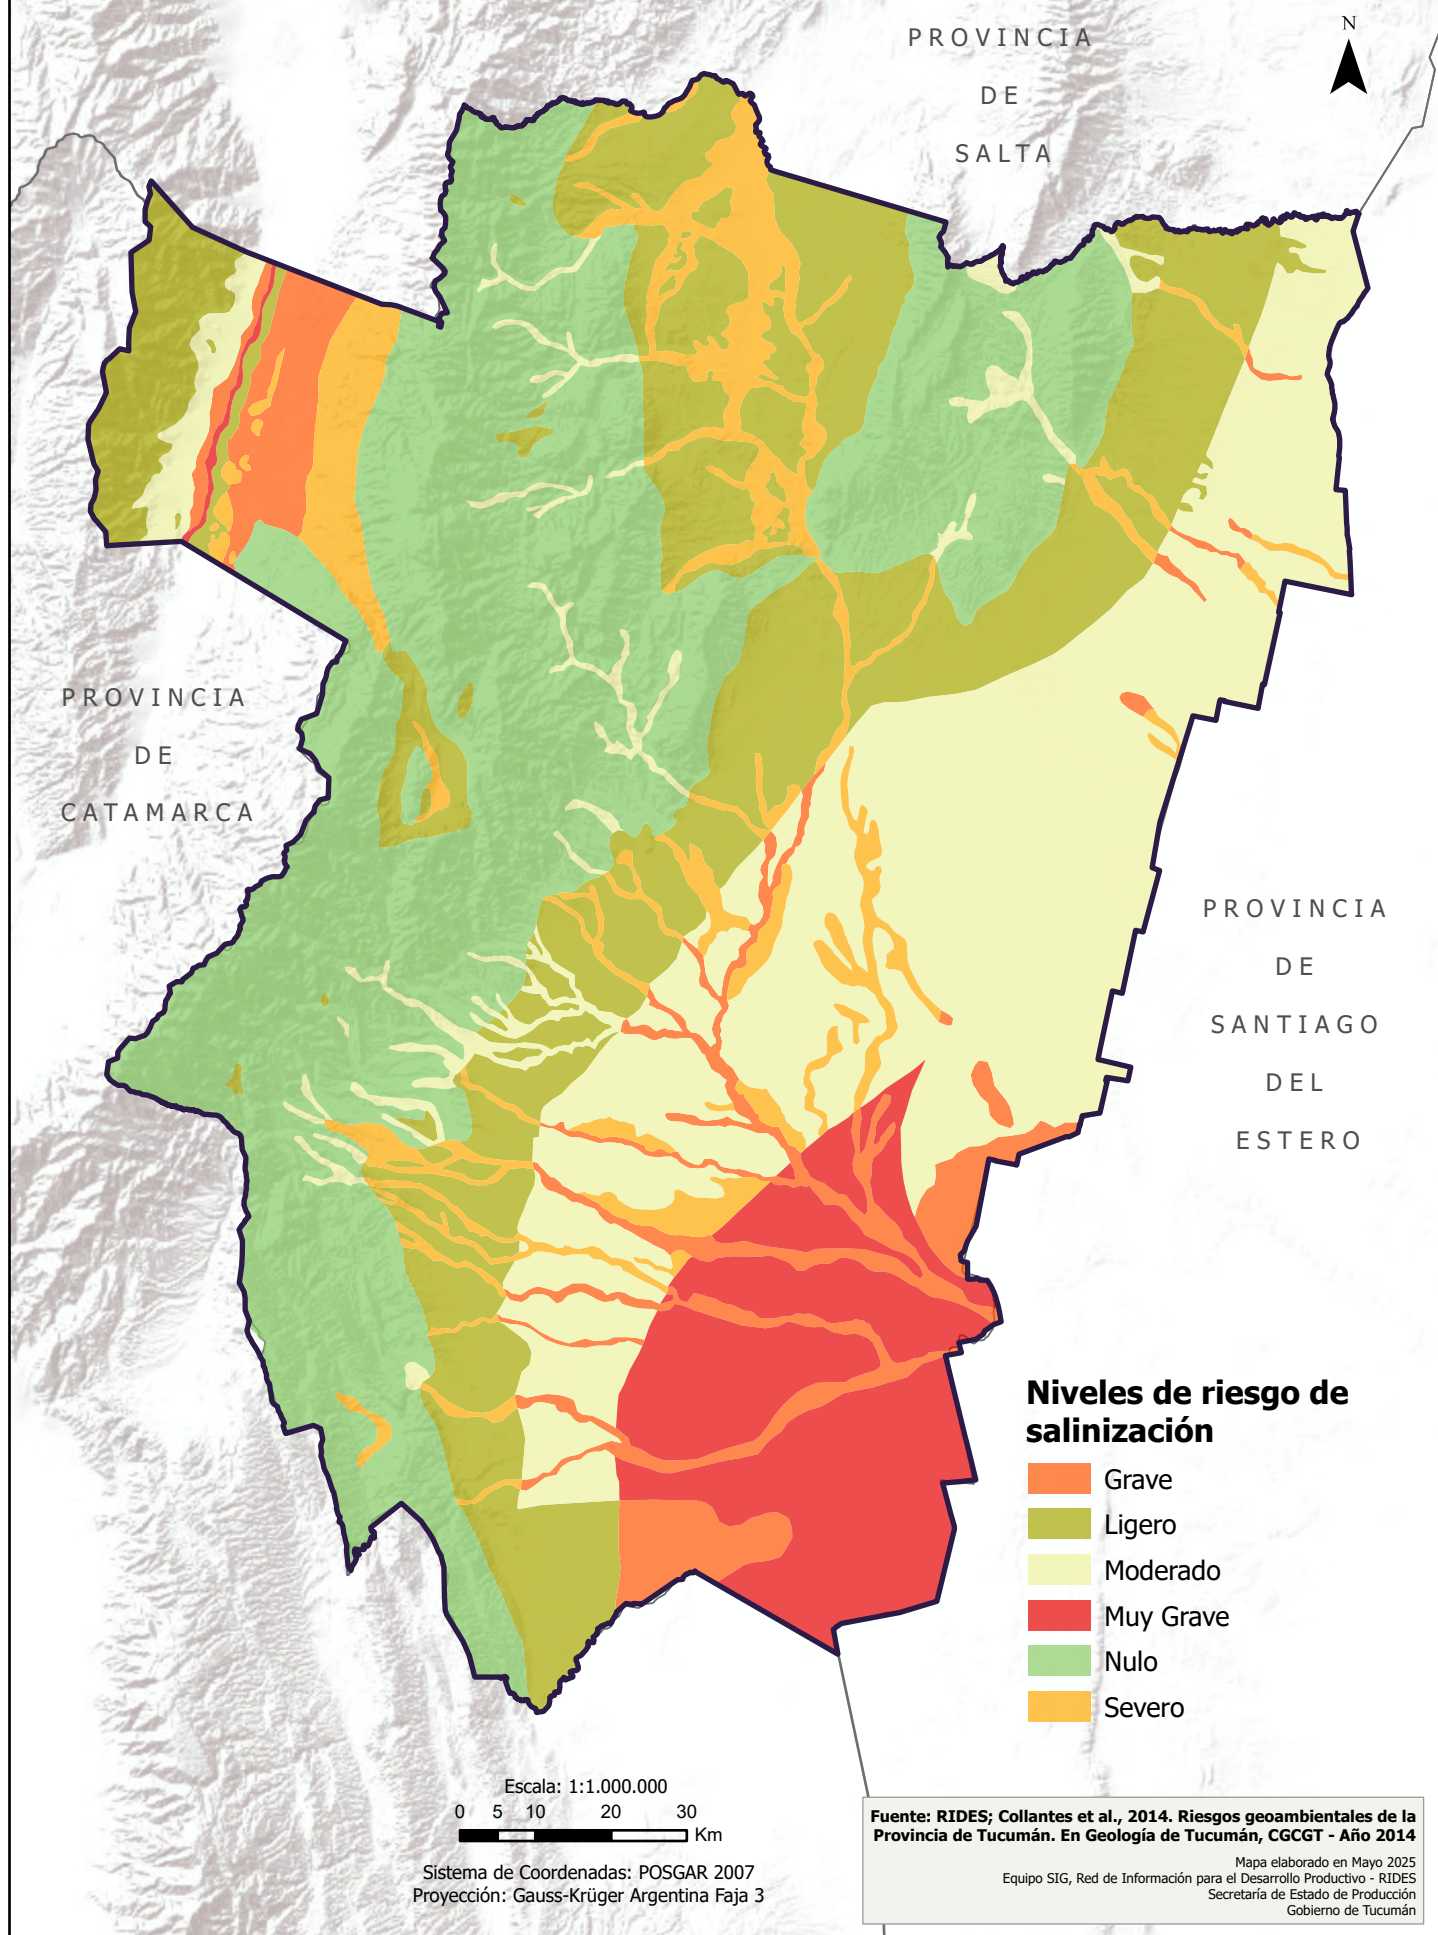 PROVINCIA
DE
SALTA
N
PROVINCIA
DE
CATAMARCA
PROVINCIA
DE
SANTIAGO
DEL
ESTERO
Niveles de riesgo de
salinización
Grave
Ligero
Moderado
Muy Grave
Nulo
Severo
Escala: 1:1.000.000
0 5 10 20 30
Km
Sistema de Coordenadas: POSGAR 2007
Proyección: Gauss-Krüger Argentina Faja 3
Fuente: RIDES; Collantes et al., 2014. Riesgos geoambientales de la
Provincia de Tucumán. En Geología de Tucumán, CGCGT - Año 2014
Mapa elaborado en Mayo 2025
Equipo SIG, Red de Información para el Desarrollo Productivo - RIDES
Secretaría de Estado de Producción
Gobierno de Tucumán